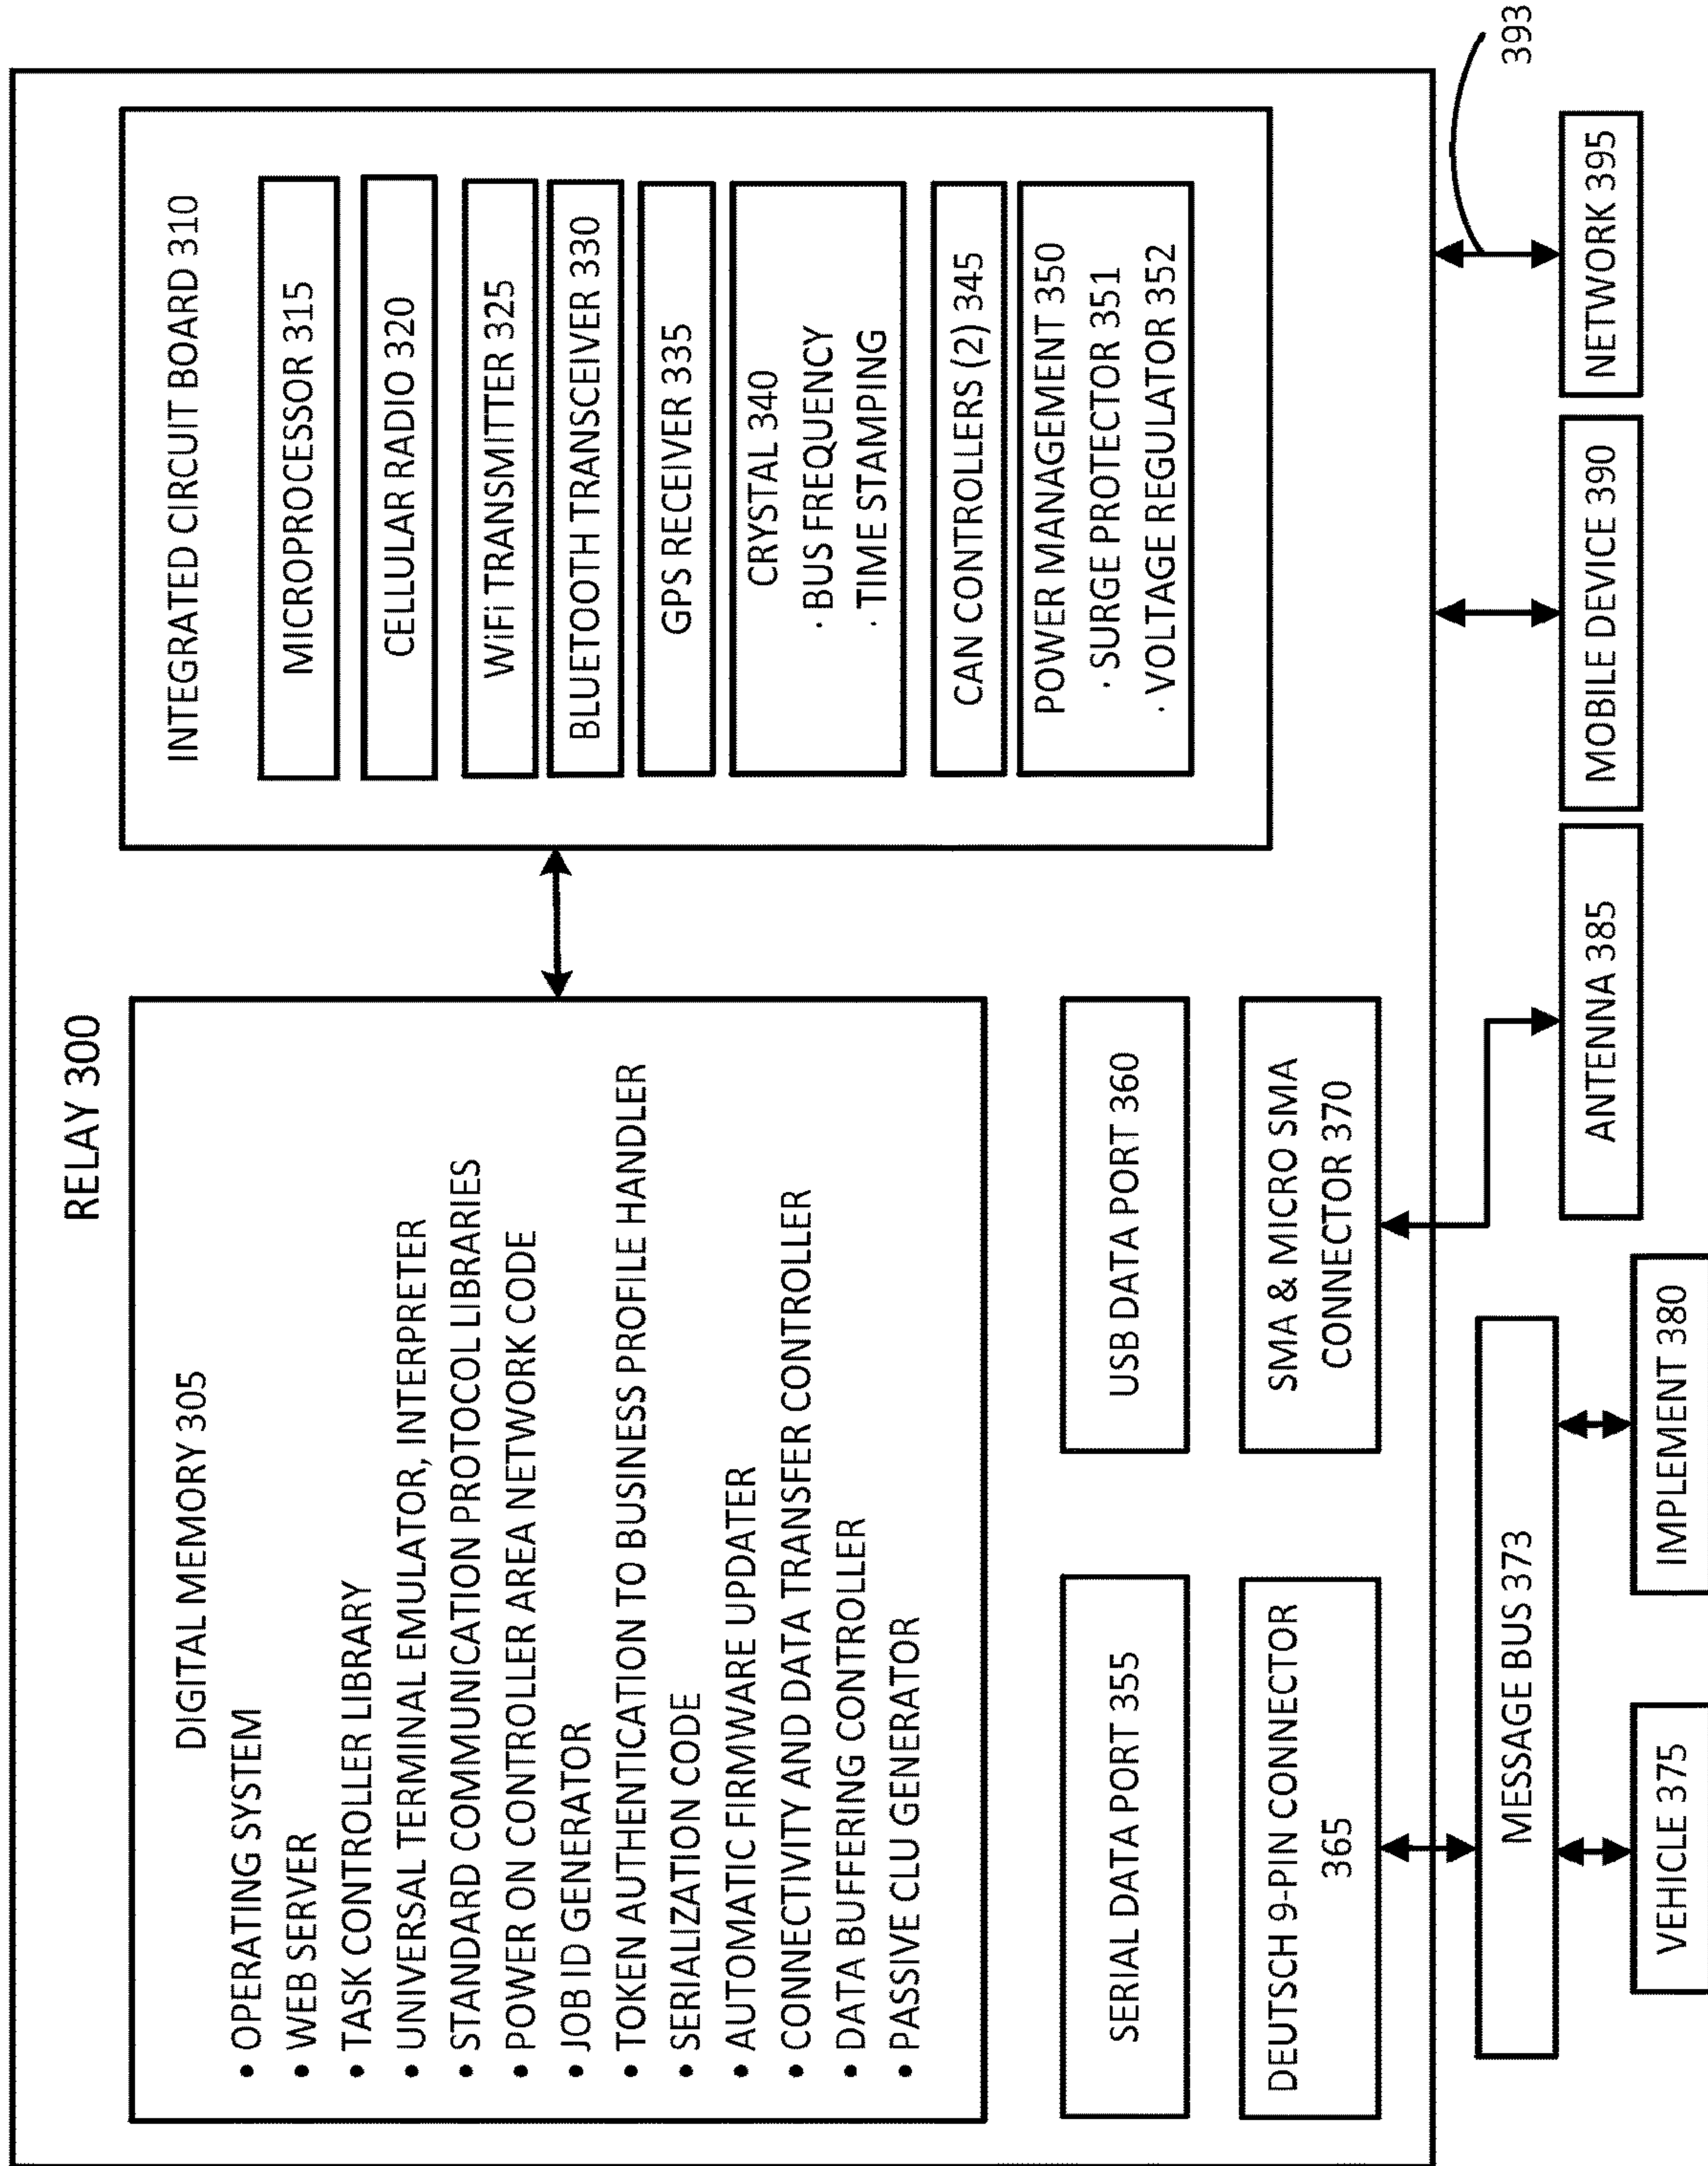 RELAY 300
DIGITAL MEMORY 305
• OPERATING SYSTEM
• WEB SERVER
• TASK CONTROLLER LIBRARY
• UNIVERSAL TERMINAL EMULATOR, INTERPRETER
• STANDARD COMMUNICATION PROTOCOL LIBRARIES
• POWER ON CONTROLLER AREA NETWORK CODE
• JOB ID GENERATOR
• TOKEN AUTHENTICATION TO BUSINESS PROFILE HANDLER
• SERIALIZATION CODE
• AUTOMATIC FIRMWARE UPDATER
• CONNECTIVITY AND DATA TRANSFER CONTROLLER
• DATA BUFFERING CONTROLLER
• PASSIVE CLU GENERATOR
INTEGRATED CIRCUIT BOARD 310
MICROPROCESSOR 315
CELLULAR RADIO 320
WiFi TRANSMITTER 325
BLUETOOTH TRANSCEIVER 330
GPS RECEIVER 335
CRYSTAL 340
· BUS FREQUENCY
· TIME STAMPING
CAN CONTROLLERS (2) 345
POWER MANAGEMENT 350
· SURGE PROTECTOR 351
· VOLTAGE REGULATOR 352
SERIAL DATA PORT 355
USB DATA PORT 360
DEUTSCH 9-PIN CONNECTOR
365
SMA & MICRO SMA
CONNECTOR 370
393
MESSAGE BUS 373
VEHICLE 375
IMPLEMENT 380
ANTENNA 385
MOBILE DEVICE 390
NETWORK 395